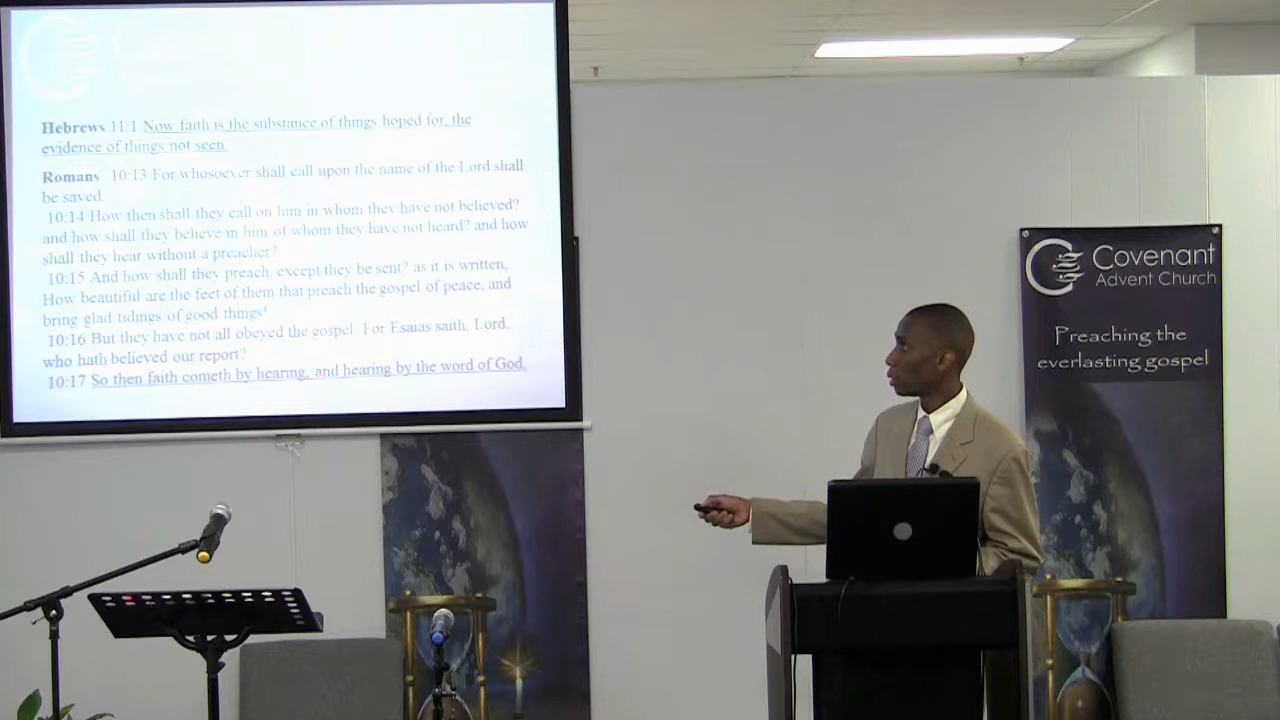 Hebrews 11:1 Now faith is the substance of things hoped for, the
evidence of things not seen.
Romans 10:13 For whosoever shall call upon the name of the Lord shall
be saved.
10:14 How then shall they call on him in whom they have not believed?
and how shall they believe in him of whom they have not heard? and how
shall they hear without a preacher?
10:15 And how shall they preach, except they be sent? as it is written,
How beautiful are the feet of them that preach the gospel of peace, and
bring glad tidings of good things!
10:16 But they have not all obeyed the gospel. For Esaias saith, Lord,
who hath believed our report?
10:17 So then faith cometh by hearing, and hearing by the word of God.
Covenant
Advent Church
Preaching the
everlasting gospel